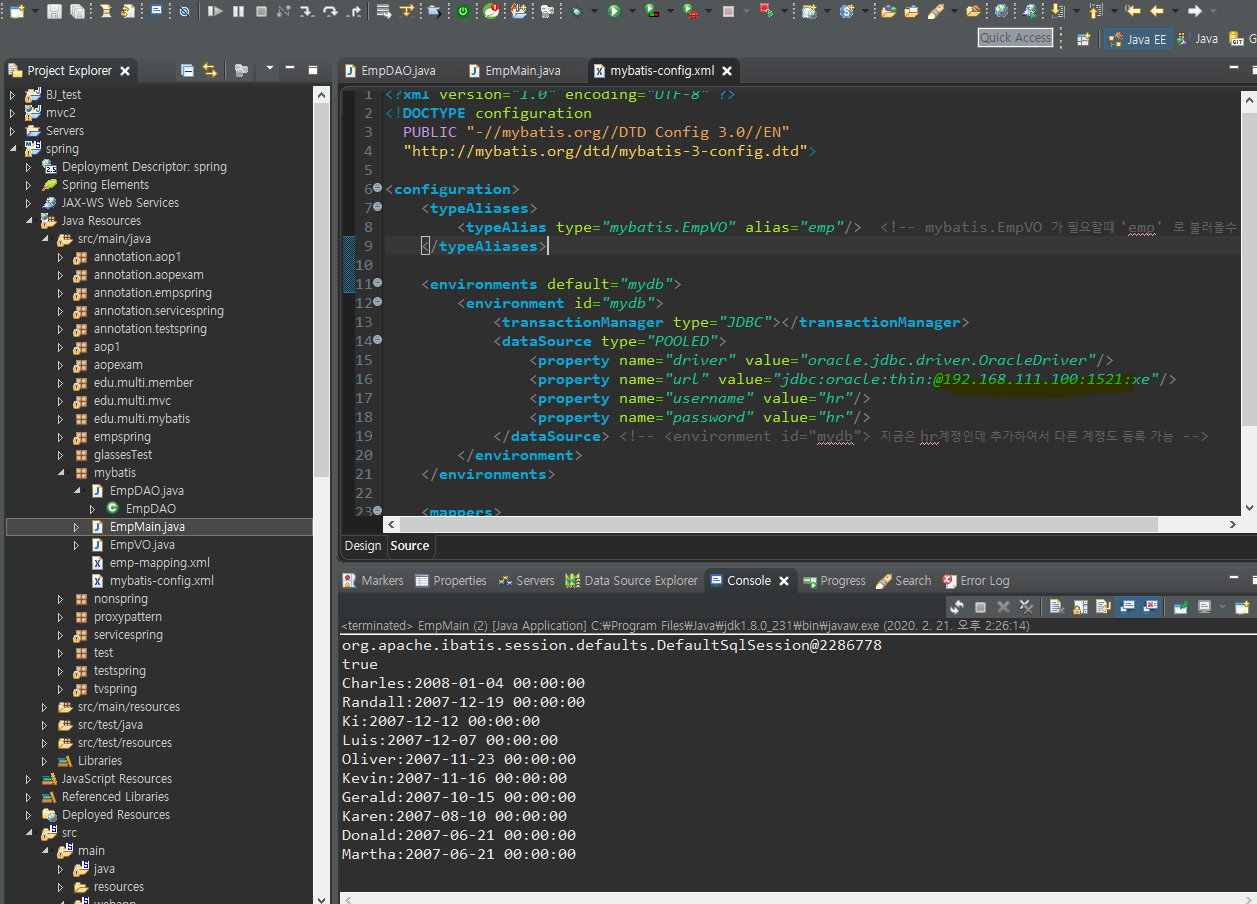 Quick Access
Java EE
Java
Project Explorer
BJ_test
mvc2
Servers
spring
Deployment Descriptor: spring
Spring Elements
JAX-WS Web Services
Java Resources
src/main/java
annotation.aop1
annotation.aopexam
annotation.empspring
annotation.servicespring
annotation.testspring
aop1
aopexam
edu.multi.member
edu.multi.mvc
edu.multi.mybatis
empspring
glassesTest
mybatis
EmpDAO.java
EmpDAO
EmpMain.java
EmpVO.java
emp-mapping.xml
mybatis-config.xml
nonspring
proxypattern
servicespring
test
testspring
tvspring
src/main/resources
src/test/java
src/test/resources
Libraries
JavaScript Resources
Referenced Libraries
Deployed Resources
src
main
java
resources
webapp
EmpDAO.java EmpMain.java mybatis-config.xml
1 <?xml version="1.0" encoding="UTF-8" ?>
2 <!DOCTYPE configuration
3 PUBLIC "-//mybatis.org//DTD Config 3.0//EN"
4 "http://mybatis.org/dtd/mybatis-3-config.dtd">
5
6 <configuration>
7 <typeAliases>
8 <typeAlias type="mybatis.EmpVO" alias="emp"/> <!-- mybatis.EmpVO 가 필요할때 'emp' 로 불러올수
9 </typeAliases>
10
11 <environments default="mydb">
12 <environment id="mydb">
13 <transactionManager type="JDBC"></transactionManager>
14 <dataSource type="POOLED">
15 <property name="driver" value="oracle.jdbc.driver.OracleDriver"/>
16 <property name="url" value="jdbc:oracle:thin:@192.168.111.100:1521:xe"/>
17 <property name="username" value="hr"/>
18 <property name="password" value="hr"/>
19 </dataSource> <!-- <environment id="mydb"> 지금은 hr계정인데 추가하여서 다른 계정도 등록 가능 -->
20 </environment>
21 </environments>
22
23 <mappers>
Design Source
Markers Properties Servers Data Source Explorer Console Progress Search Error Log
<terminated> EmpMain (2) [Java Application] C:₩Program Files₩Java₩jdk1.8.0_231₩bin₩javaw.exe (2020. 2. 21. 오후 2:26:14)
org.apache.ibatis.session.defaults.DefaultSqlSession@2286778
true
Charles:2008-01-04 00:00:00
Randall:2007-12-19 00:00:00
Ki:2007-12-12 00:00:00
Luis:2007-12-07 00:00:00
Oliver:2007-11-23 00:00:00
Kevin:2007-11-16 00:00:00
Gerald:2007-10-15 00:00:00
Karen:2007-08-10 00:00:00
Donald:2007-06-21 00:00:00
Martha:2007-06-21 00:00:00